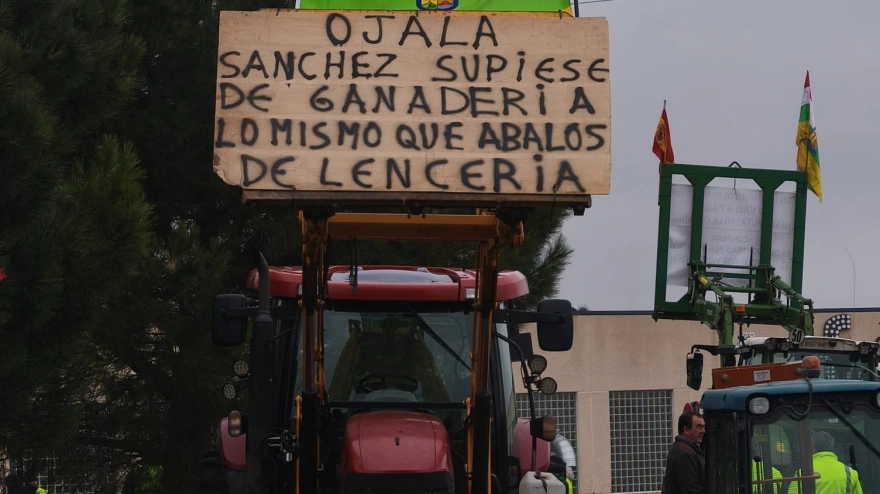 OJALA
SANCHEZ SUPIESE
DE GANADERIA
LO MISMO QUE ABALOS
DE LENCERIA